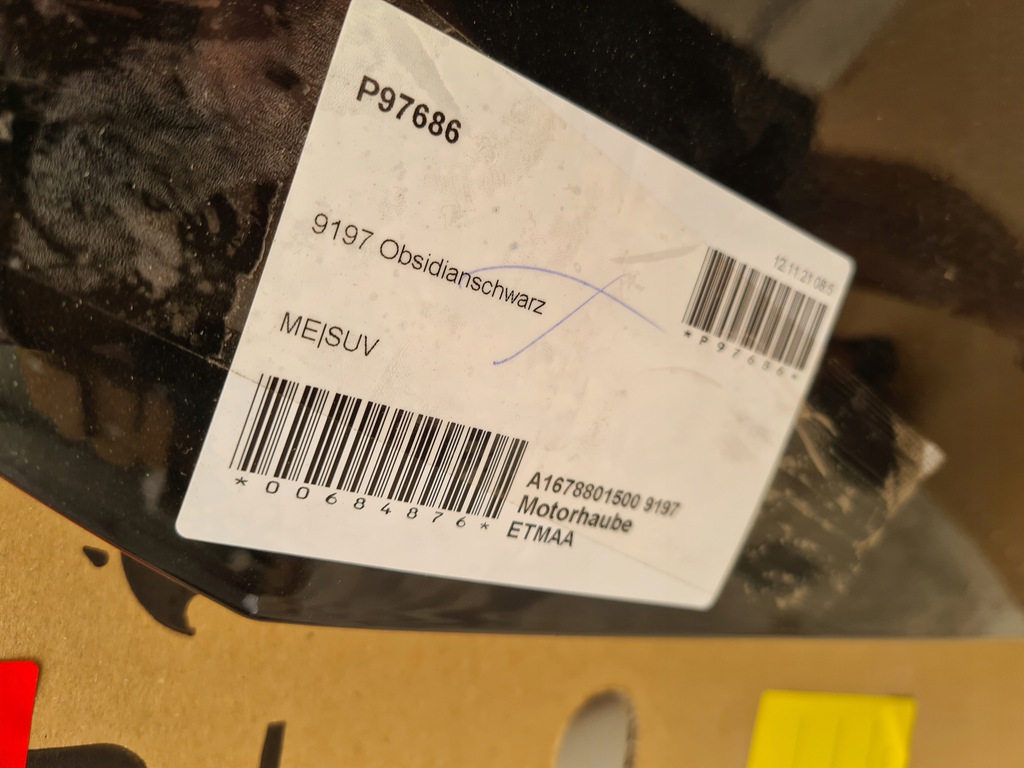 P97686
12.11.21 08:5
*P97686*
9197 Obsidianschwarz
ME|SUV
*00684876*
A1678801500 9197
Motorhaube
ETMAA